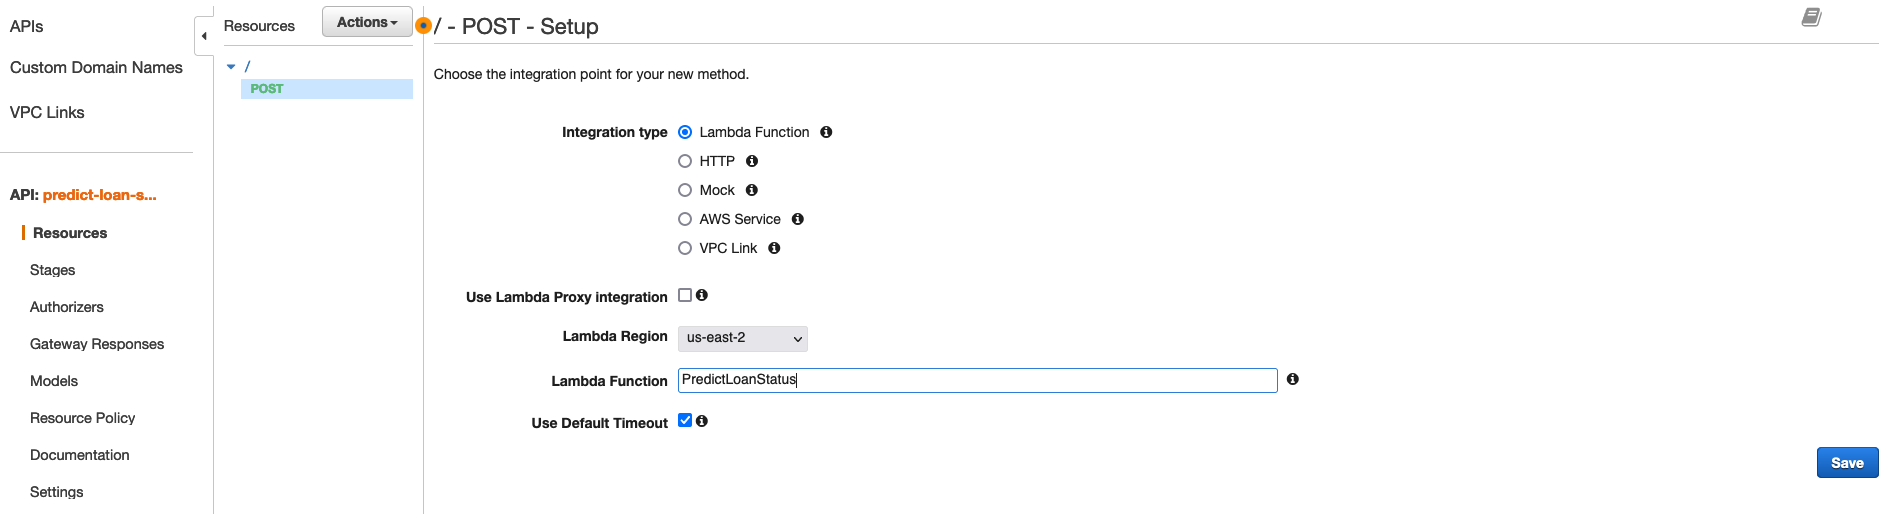 APIs
Custom Domain Names
VPC Links
API: predict-loan-s...
Resources
Stages
Authorizers
Gateway Responses
Models
Resource Policy
Documentation
Settings
Resources
Actions
/
POST
/ - POST - Setup
Choose the integration point for your new method.
Integration type
Lambda Function
HTTP
Mock
AWS Service
VPC Link
Use Lambda Proxy integration
Lambda Region us-east-2
Lambda Function PredictLoanStatus
Use Default Timeout
Save